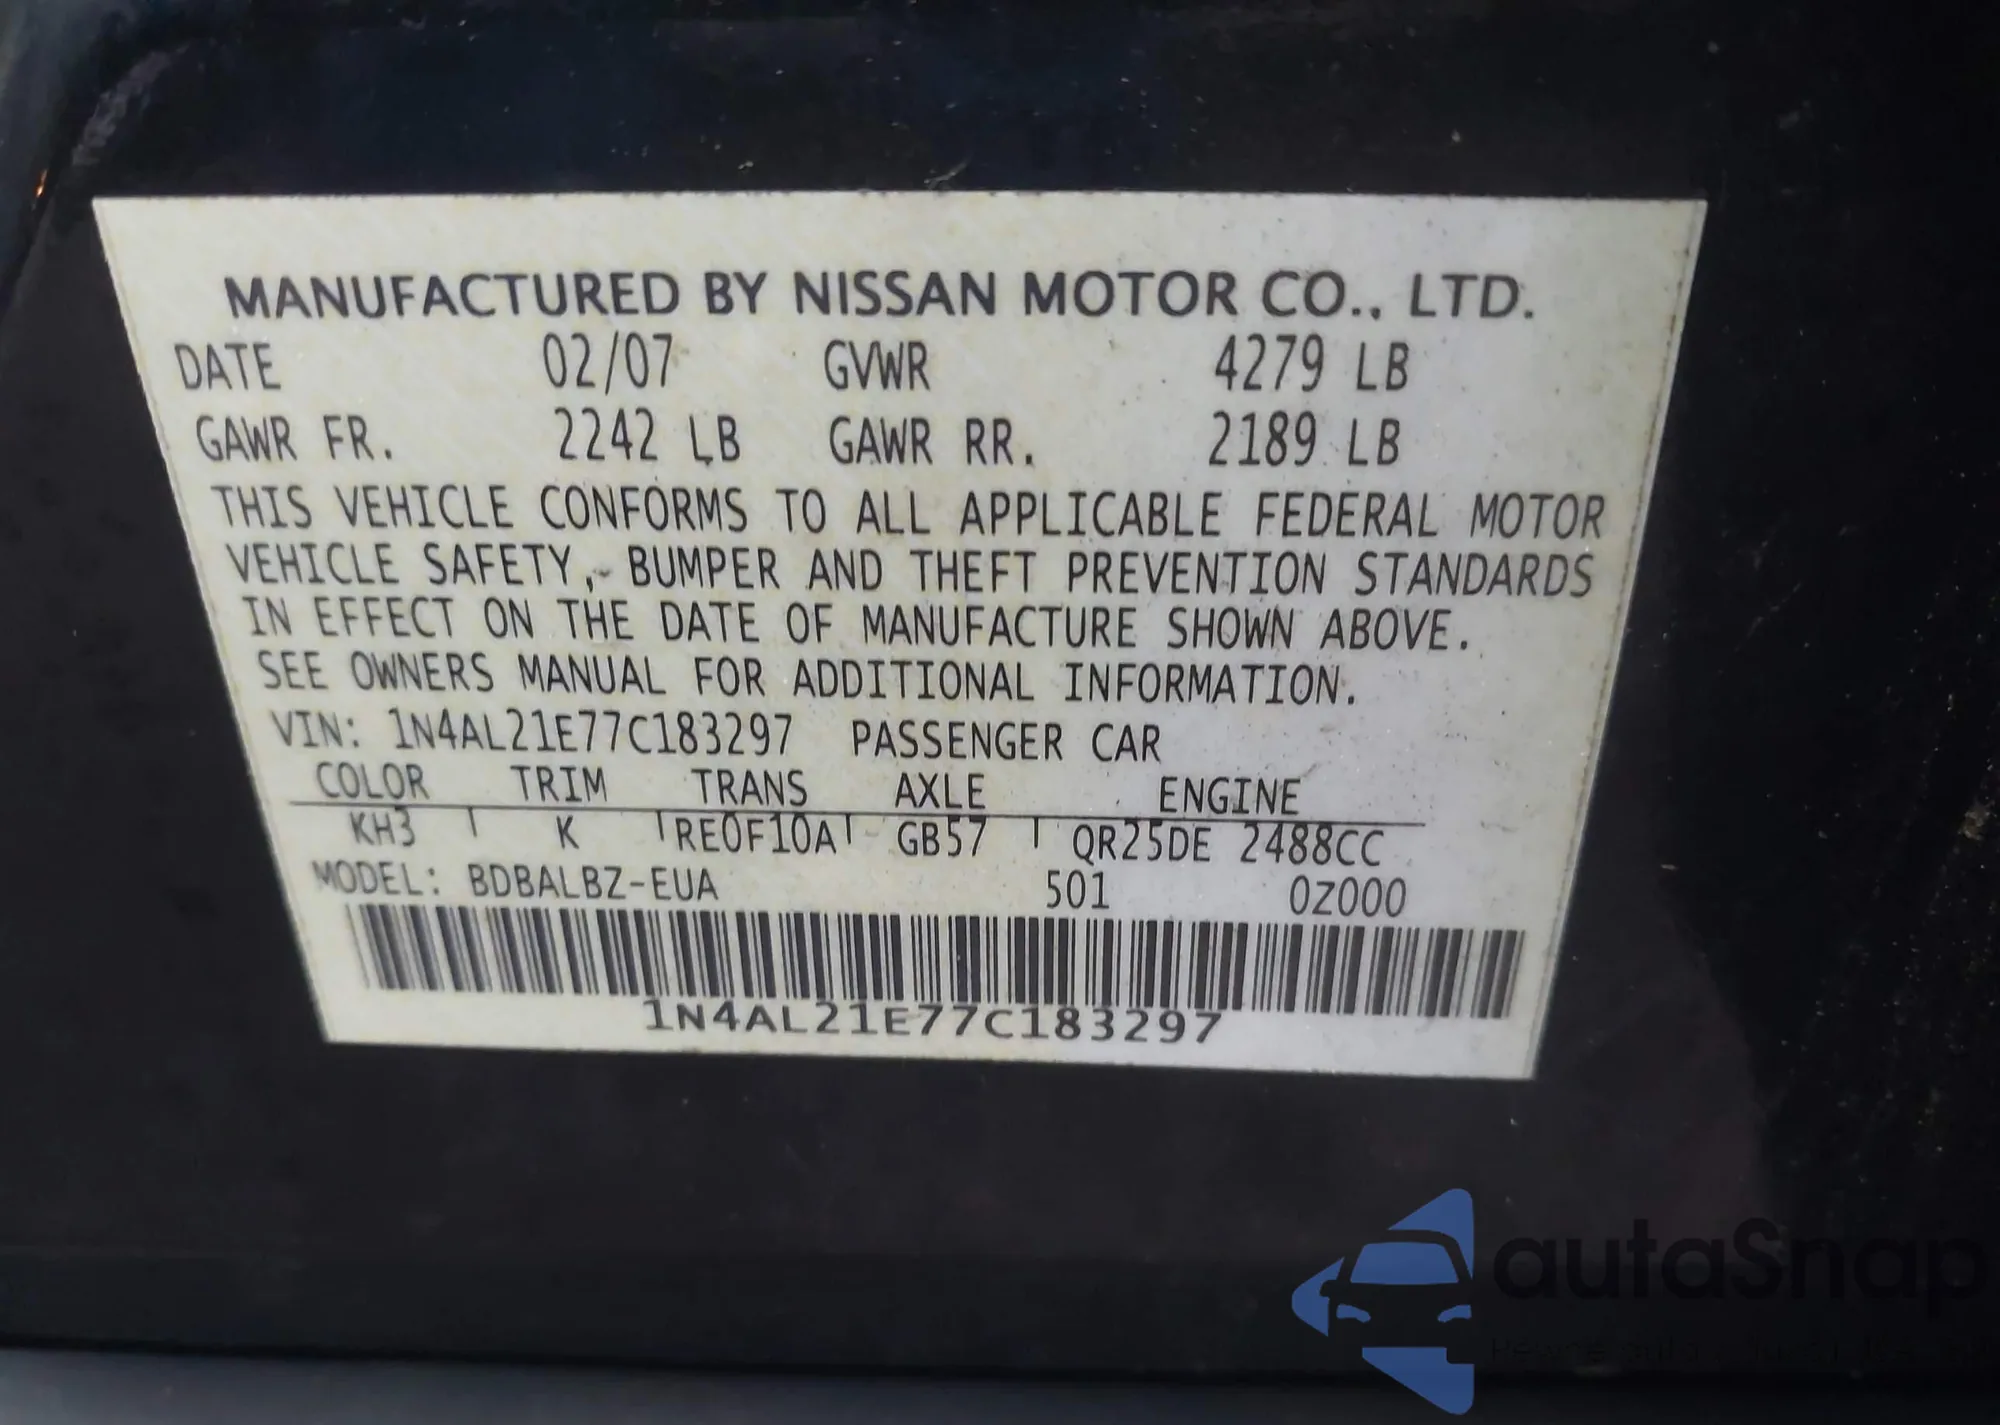 MANUFACTURED BY NISSAN MOTOR CO., LTD.
DATE 02/07 GVWR 4279 LB
GAWR FR. 2242 LB GAWR RR. 2189 LB
THIS VEHICLE CONFORMS TO ALL APPLICABLE FEDERAL MOTOR
VEHICLE SAFETY, BUMPER AND THEFT PREVENTION STANDARDS
IN EFFECT ON THE DATE OF MANUFACTURE SHOWN ABOVE.
SEE OWNERS MANUAL FOR ADDITIONAL INFORMATION.
VIN: 1N4AL21E77C183297 PASSENGER CAR
COLOR TRIM TRANS AXLE ENGINE
KH3 K RE0F10A GB57 QR25DE 2488CC
MODEL: BDBALBZ-EUA 501 0Z000
1N4AL21E77C183297
autaSnap